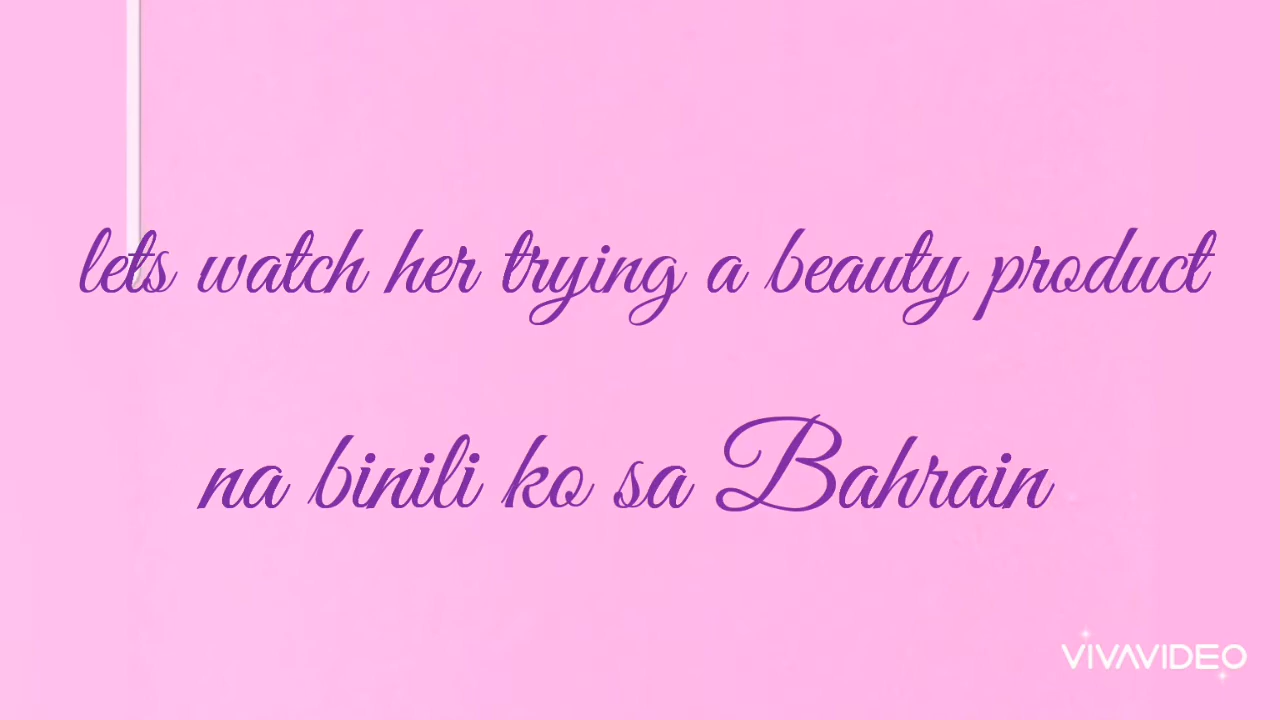 lets watch her trying a beauty product
na binili ko sa Bahrain
VIVAVIDEO